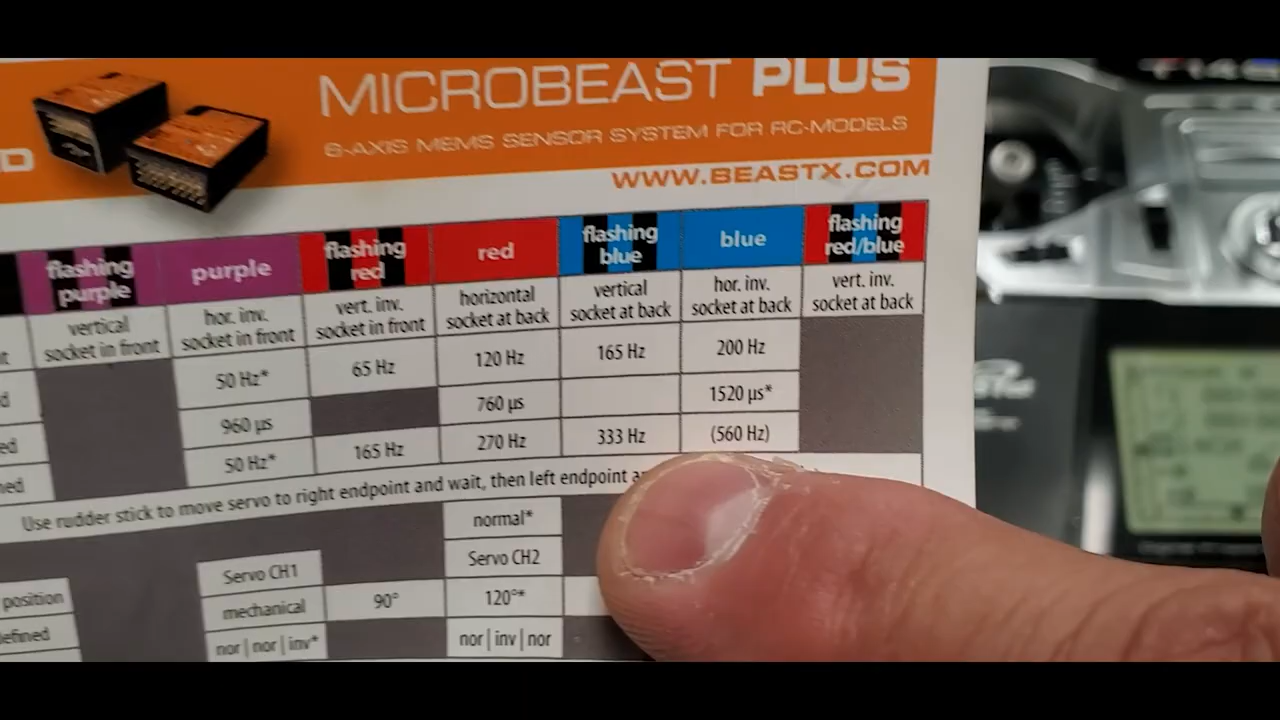 MICROBEAST PLUS
6-AXIS MEMS SENSOR SYSTEM FOR RC-MODELS
WWW.BEASTX.COM
flashing purple purple flashing red red flashing blue blue flashing red/blue
vertical socket in front hor. inv. socket in front vert. inv. socket in front horizontal socket at back vertical socket at back hor. inv. socket at back vert. inv. socket at back
50 Hz* 65 Hz 120 Hz 165 Hz 200 Hz
960 µs 760 µs 1520 µs*
50 Hz* 165 Hz 270 Hz 333 Hz (560 Hz)
Use rudder stick to move servo to right endpoint and wait, then left endpoint
normal*
Servo CH1 Servo CH2
position mechanical 90° 120°*
nor | nor | inv* nor | inv | nor